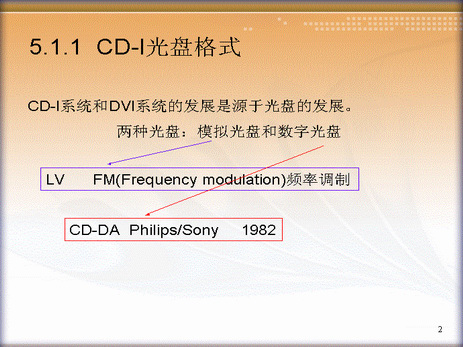 5.1.1 CD-I光盘格式
CD-I系统和DVI系统的发展是源于光盘的发展。
两种光盘：模拟光盘和数字光盘
LV FM(Frequency modulation)频率调制
CD-DA Philips/Sony 1982
2